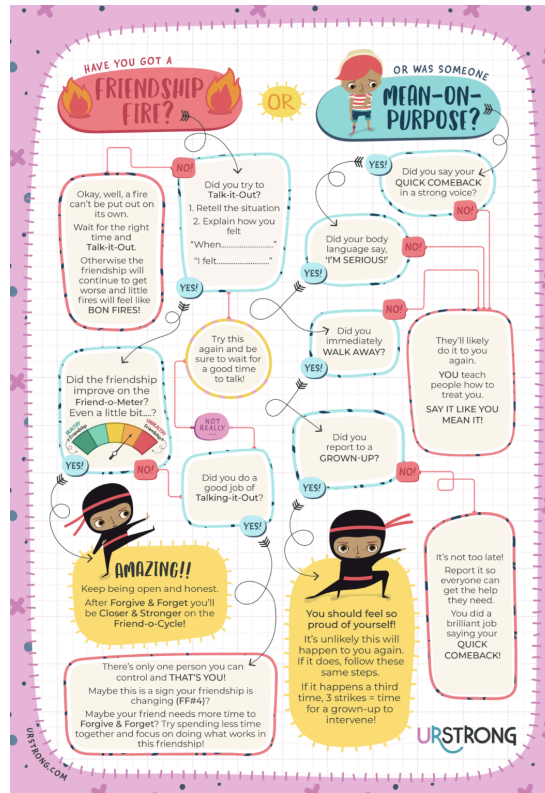 HAVE YOU GOT A
FRIENDSHIP
FIRE?
OR
OR WAS SOMEONE
MEAN-ON-
PURPOSE?
NO!
Okay, well, a fire
can't be put out on
its own.
Wait for the right
time and
Talk-it-Out.
Otherwise the
friendship will
continue to get
worse and little
fires will feel like
BON FIRES!
Did you try to
Talk-it-Out?
1. Retell the situation
2. Explain how you
felt
"When........................"
"I felt......................."
YES!
Try this
again and be
sure to wait for
a good time
to talk!
Did the friendship
improve on the
Friend-o-Meter?
Even a little bit....?
HEALTHY
Friendship
UNHEALTHY
Friendship
YES!
NO!
NOT
REALLY
...
Did you do a
good job of
Talking-it-Out?
YES!
AMAZING!!
Keep being open and honest.
After Forgive & Forget you'll
be Closer & Stronger on the
Friend-o-Cycle!
There's only one person you can
control and THAT'S YOU!
Maybe this is a sign your friendship is
changing (FF#4)?
Maybe your friend needs more time to
Forgive & Forget? Try spending less time
together and focus on doing what works in
this friendship!
YES!
Did you say your
QUICK COMEBACK
in a strong voice?
NO!
Did your body
language say,
'I'M SERIOUS!'
NO!
YES!
NO!
Did you
immediately
WALK AWAY?
YES!
They'll likely
do it to you
again.
YOU teach
people how to
treat you.
SAY IT LIKE YOU
MEAN IT!
Did you
report to a
GROWN-UP?
NO!
YES!
It's not too late!
Report it so
everyone can
get the help
they need.
You did a
brilliant job
saying your
QUICK
COMEBACK!
You should feel so
proud of yourself!
It's unlikely this will
happen to you again.
If it does, follow these
same steps.
If it happens a third
time, 3 strikes = time
for a grown-up to
intervene!
URSTRONG
URSTRONG.COM